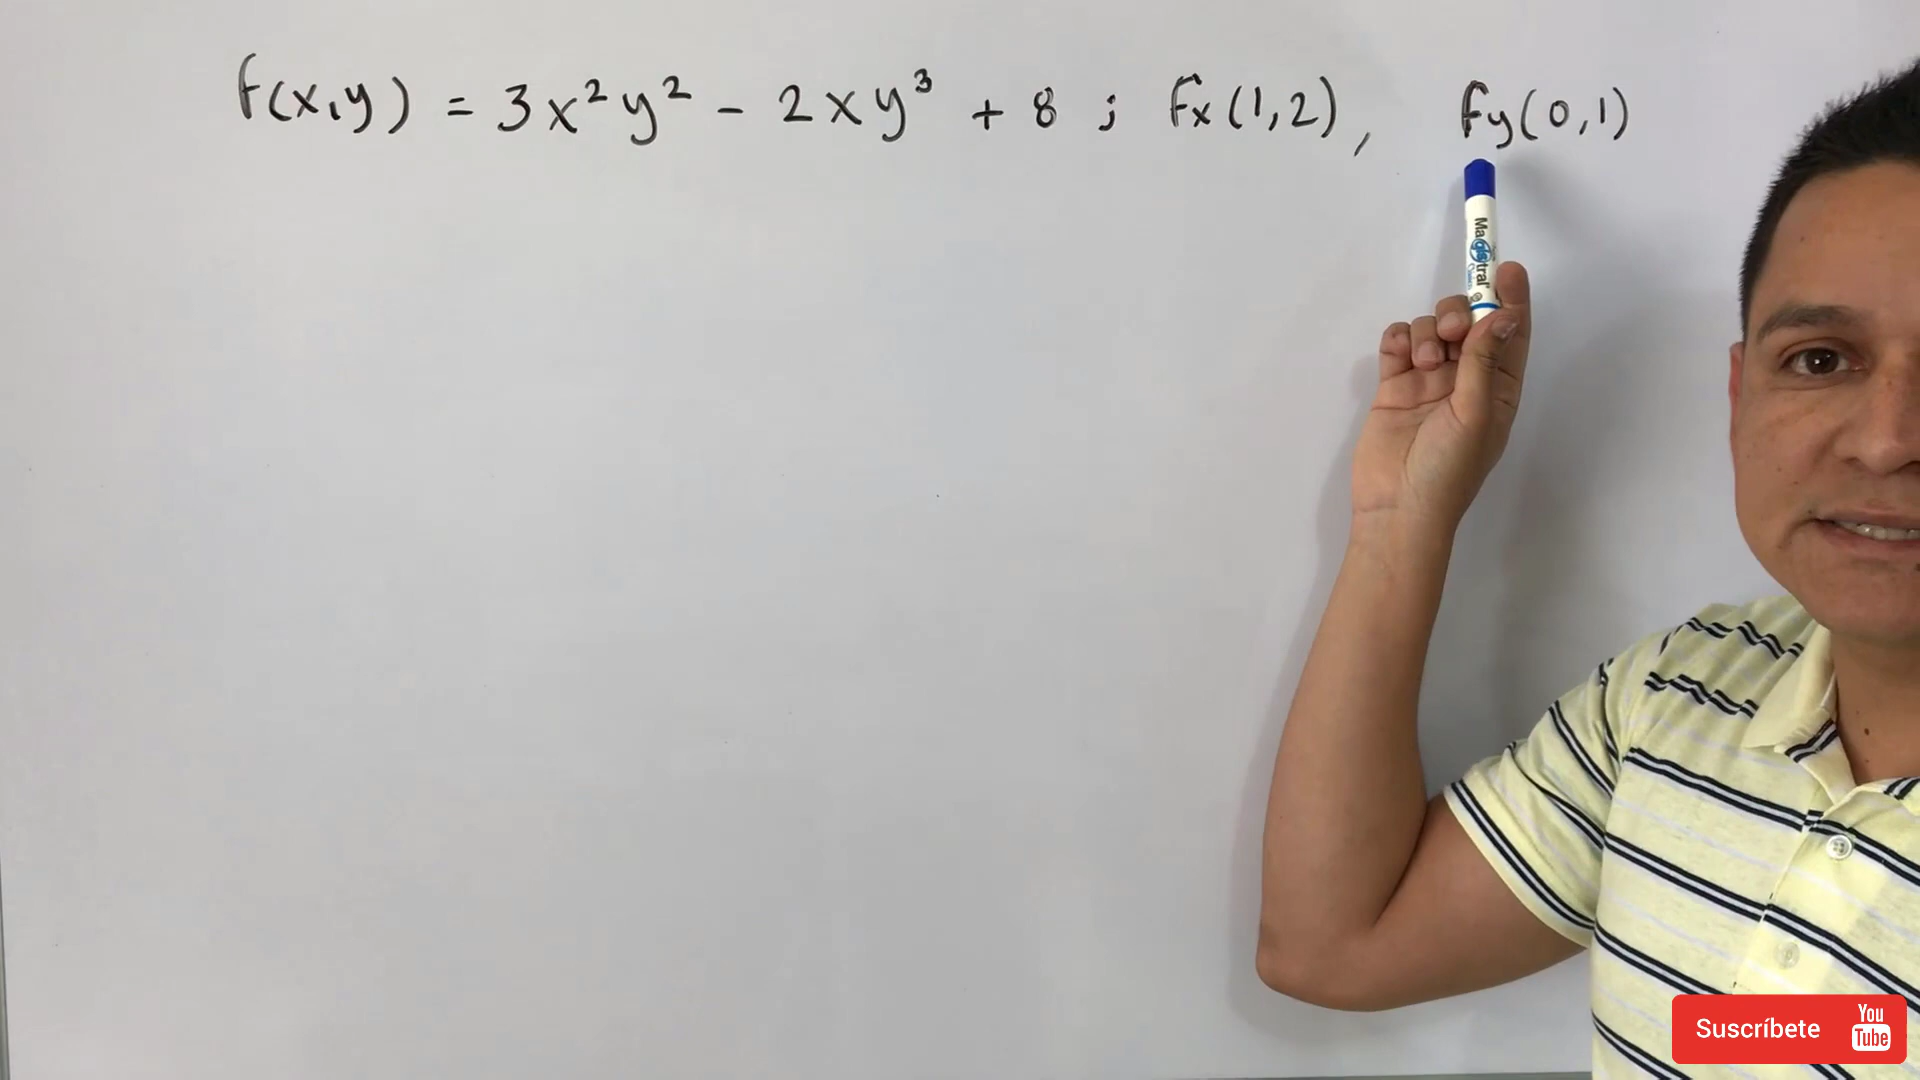 f(x,y) = 3x²y² - 2xy³ + 8 ; fx(1,2), fy(0,1)
Magistral
Suscríbete
You
Tube